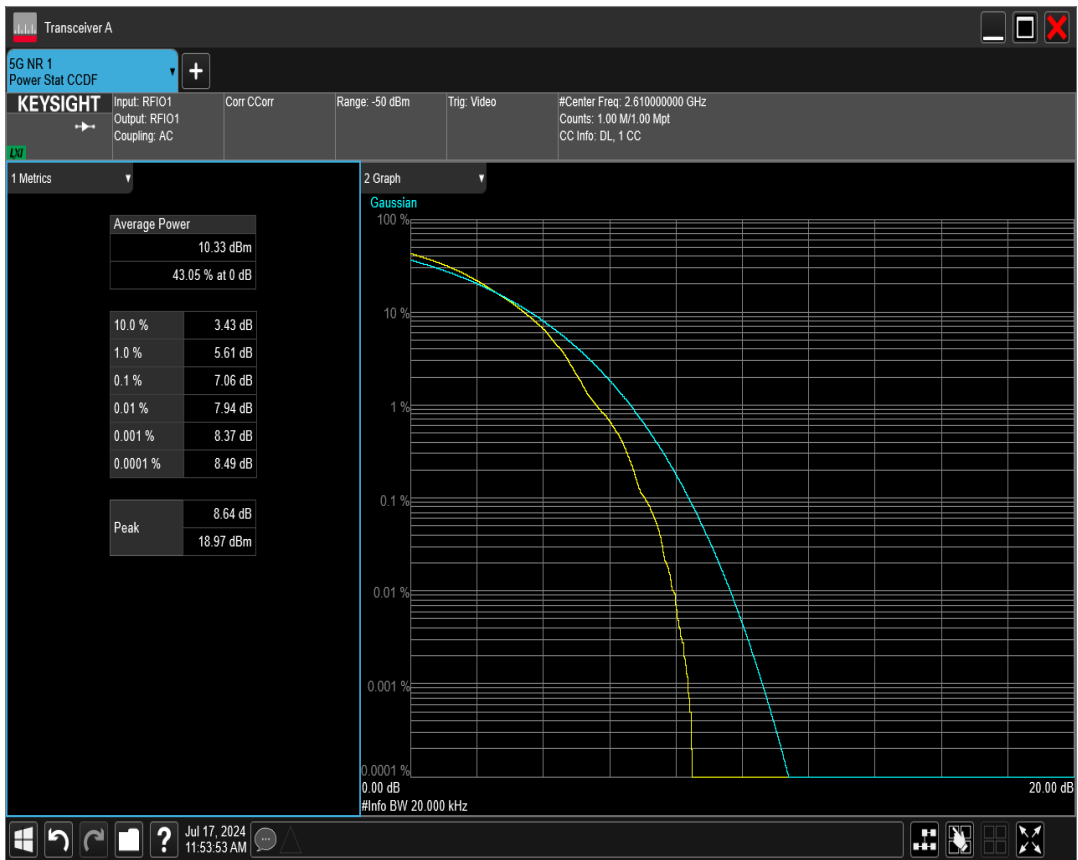 Transceiver A
5G NR 1
Power Stat CCDF
KEYSIGHT
LXI
Input: RFIO1
Output: RFIO1
Coupling: AC
Corr CCorr
Range: -50 dBm
Trig: Video
#Center Freq: 2.610000000 GHz
Counts: 1.00 M/1.00 Mpt
CC Info: DL, 1 CC
1 Metrics
Average Power
10.33 dBm
43.05 % at 0 dB
10.0 % 3.43 dB
1.0 % 5.61 dB
0.1 % 7.06 dB
0.01 % 7.94 dB
0.001 % 8.37 dB
0.0001 % 8.49 dB
Peak
8.64 dB
18.97 dBm
2 Graph
Gaussian
100 %
10 %
1 %
0.1 %
0.01 %
0.001 %
0.0001 %
0.00 dB 20.00 dB
#Info BW 20.000 kHz
?
Jul 17, 2024
11:53:53 AM